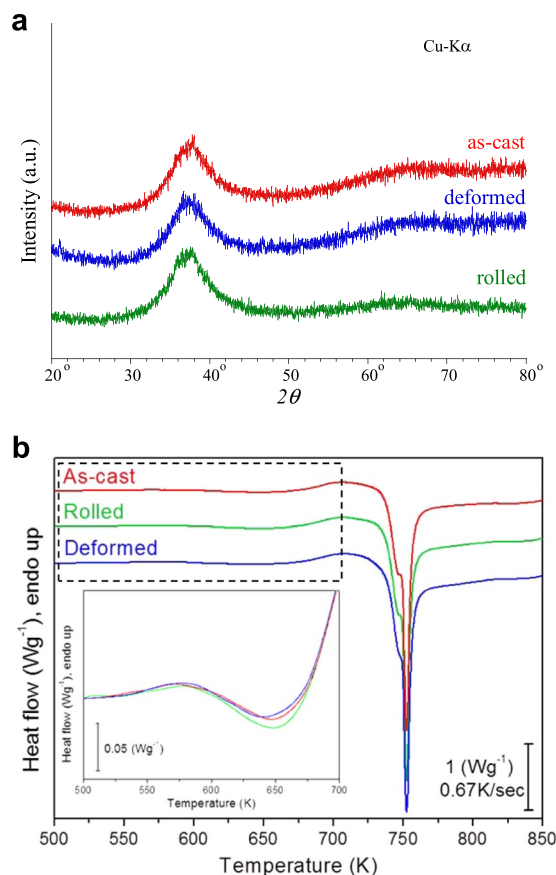 a
Cu-Kα
Intensity (a.u.)
as-cast
deformed
rolled
20° 30 40° 50 60° 70 80°
2θ
b
Heat flow (Wg⁻¹), endo up
As-cast
Rolled
Deformed
Heat flow (Wg⁻¹), endo up
0.05 (Wg⁻¹)
500 550 600 650 700
Temperature (K)
1 (Wg⁻¹)
0.67K/sec
500 550 600 650 700 750 800 850
Temperature (K)